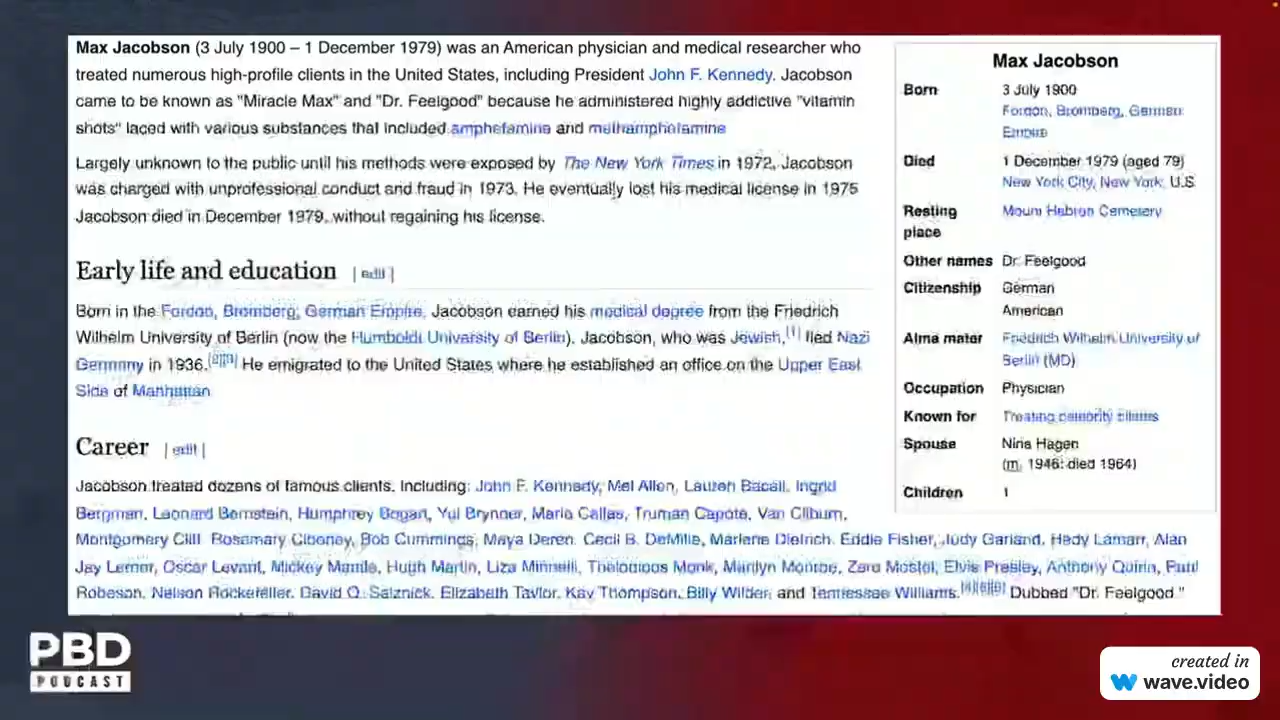 Max Jacobson (3 July 1900 – 1 December 1979) was an American physician and medical researcher who
treated numerous high-profile clients in the United States, including President John F. Kennedy. Jacobson
came to be known as "Miracle Max" and "Dr. Feelgood" because he administered highly addictive "vitamin
shots" laced with various substances that included amphetamine and methamphetamine
Largely unknown to the public until his methods were exposed by The New York Times in 1972, Jacobson
was charged with unprofessional conduct and fraud in 1973. He eventually lost his medical license in 1975
Jacobson died in December 1979, without regaining his license.
Early life and education [ edit ]
Born in the Fordon, Bromberg, German Empire, Jacobson earned his medical degree from the Friedrich
Wilhelm University of Berlin (now the Humboldt University of Berlin). Jacobson, who was Jewish,[1] fled Nazi
Germany in 1936.[2][3] He emigrated to the United States where he established an office on the Upper East
Side of Manhattan
Career [ edit ]
Jacobson treated dozens of famous clients. Including: John F. Kennedy, Mel Allen, Lauren Bacall, Ingrid
Bergman, Leonard Bernstein, Humphrey Bogart, Yul Brynner, Maria Callas, Truman Capote, Van Cliburn,
Montgomery Clift, Rosemary Clooney, Bob Cummings, Maya Deren, Cecil B. DeMille, Marlene Dietrich, Eddie Fisher, Judy Garland, Hedy Lamarr, Alan
Jay Lerner, Oscar Levant, Mickey Mantle, Hugh Martin, Liza Minnelli, Thelonious Monk, Marilyn Monroe, Zero Mostel, Elvis Presley, Anthony Quinn, Paul
Robeson, Nelson Rockefeller, David O. Selznick, Elizabeth Taylor, Kay Thompson, Billy Wilder, and Tennessee Williams. Dubbed "Dr. Feelgood"
Max Jacobson
Born 3 July 1900
Fordon, Bromberg, German
Empire
Died 1 December 1979 (aged 79)
New York City, New York, U.S
Resting Mount Hebron Cemetery
place
Other names Dr. Feelgood
Citizenship German
American
Alma mater Friedrich Wilhelm University of
Berlin (MD)
Occupation Physician
Known for Treating celebrity clients
Spouse Nina Hagen
(m. 1946; died 1964)
Children 1
PBD
PODCAST
created in
wave.video